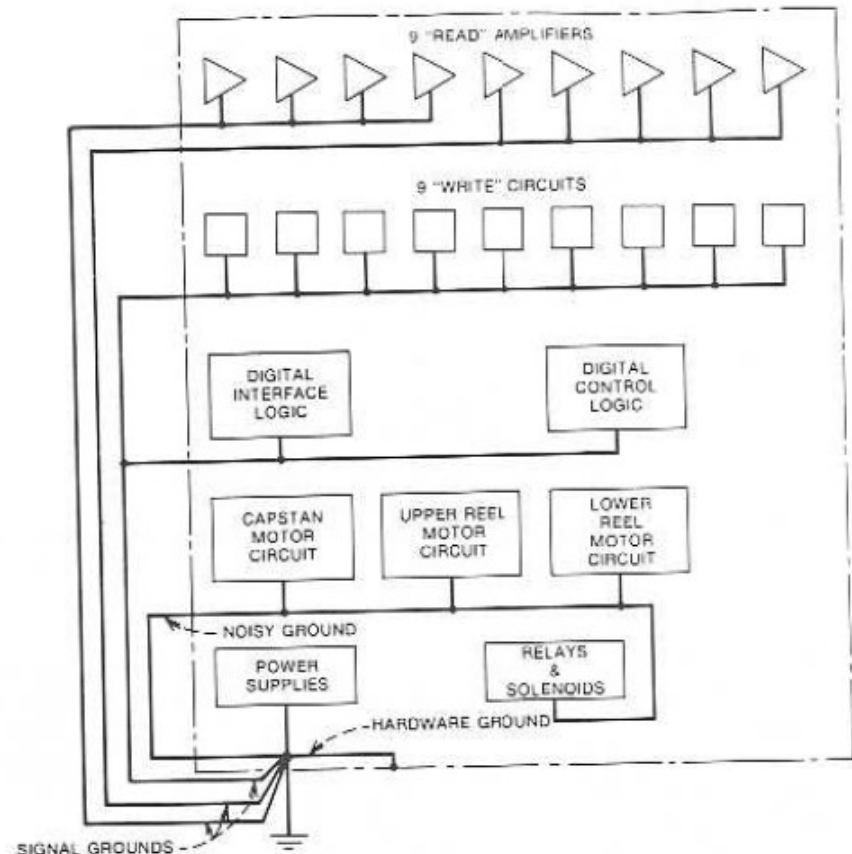 9 "READ" AMPLIFIERS
9 "WRITE" CIRCUITS
DIGITAL
INTERFACE
LOGIC
DIGITAL
CONTROL
LOGIC
CAPSTAN
MOTOR
CIRCUIT
UPPER REEL
MOTOR
CIRCUIT
LOWER
REEL
MOTOR
CIRCUIT
NOISY GROUND
POWER
SUPPLIES
RELAYS
&
SOLENOIDS
HARDWARE GROUND
SIGNAL GROUNDS